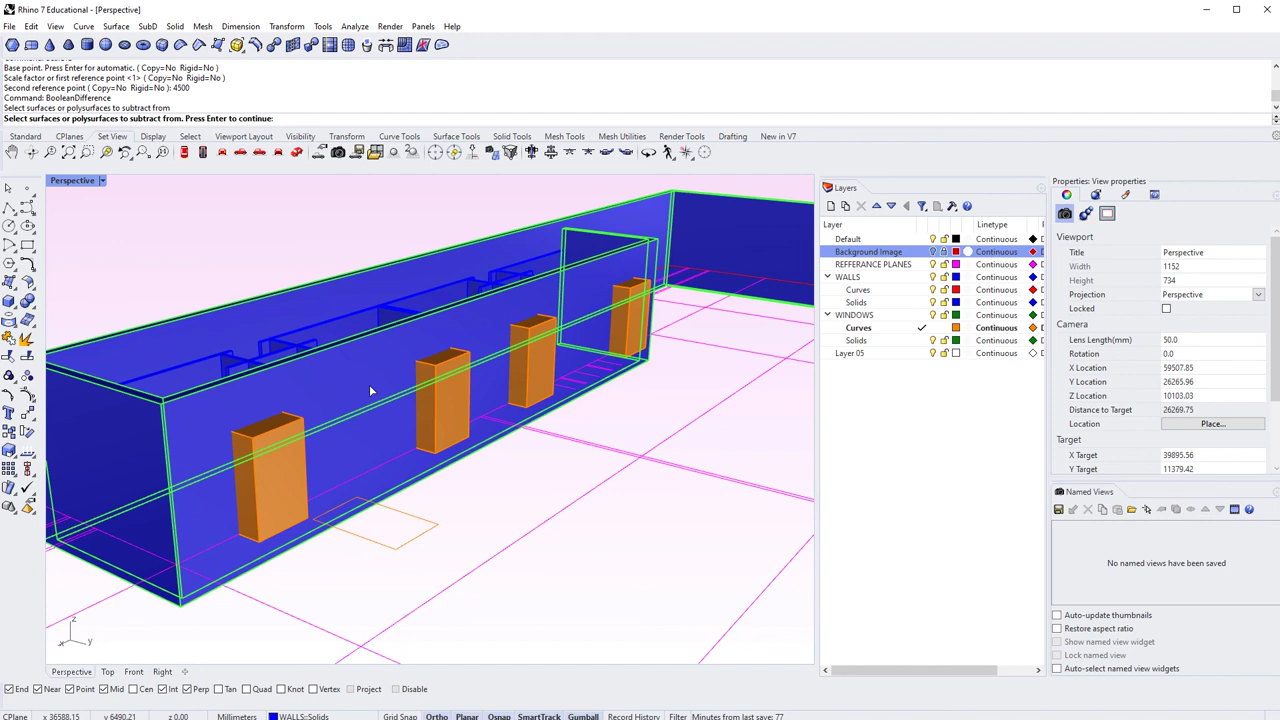 Rhino 7 Educational - [Perspective]
File Edit View Curve Surface SubD Solid Mesh Dimension Transform Tools Analyze Render Panels Help
Base point. Press Enter for automatic. ( Copy=No Rigid=No )
Scale factor or first reference point <1> ( Copy=No Rigid=No )
Second reference point ( Copy=No Rigid=No ): 4500
Command: BooleanDifference
Select surfaces or polysurfaces to subtract from
Select surfaces or polysurfaces to subtract from. Press Enter to continue:
Standard CPlanes Set View Display Select Viewport Layout Visibility Transform Curve Tools Surface Tools Solid Tools Mesh Tools Mesh Utilities Render Tools Drafting New in V7
Perspective
z
x y
Perspective Top Front Right
Layers
Layer Linetype Print
Default Continuous D
Background Image Continuous D
REFFERANCE PLANES Continuous D
WALLS Continuous D
Curves Continuous D
Solids Continuous D
WINDOWS Continuous D
Curves Continuous D
Solids Continuous D
Layer 05 Continuous D
Properties: View properties
Viewport
Title Perspective
Width 1152
Height 734
Projection Perspective
Locked
Camera
Lens Length(mm) 50.0
Rotation 0.0
X Location 59507.85
Y Location 26265.96
Z Location 10103.03
Distance to Target 26269.75
Location Place...
Target
X Target 39895.56
Y Target 11379.42
Named Views
No named views have been saved
Auto-update thumbnails
Restore aspect ratio
Show named view widget
Lock named view
Auto-select named view widgets
End Near Point Mid Cen Int Perp Tan Quad Knot Vertex Project Disable
CPlane x 36588.15 y 6490.21 z 0.00 Millimeters WALLS::Solids Grid Snap Ortho Planar Osnap SmartTrack Gumball Record History Filter Minutes from last save: 77